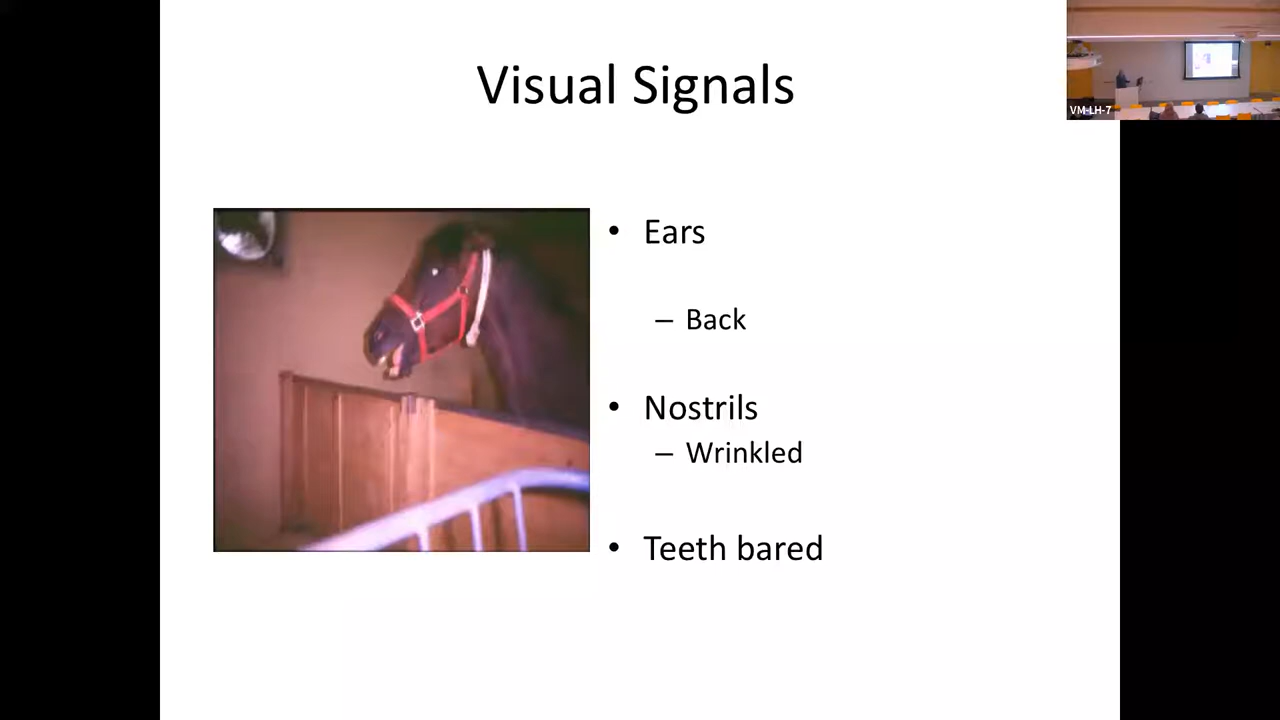 Visual Signals
VM-LH-7
• Ears
– Back
• Nostrils
– Wrinkled
• Teeth bared